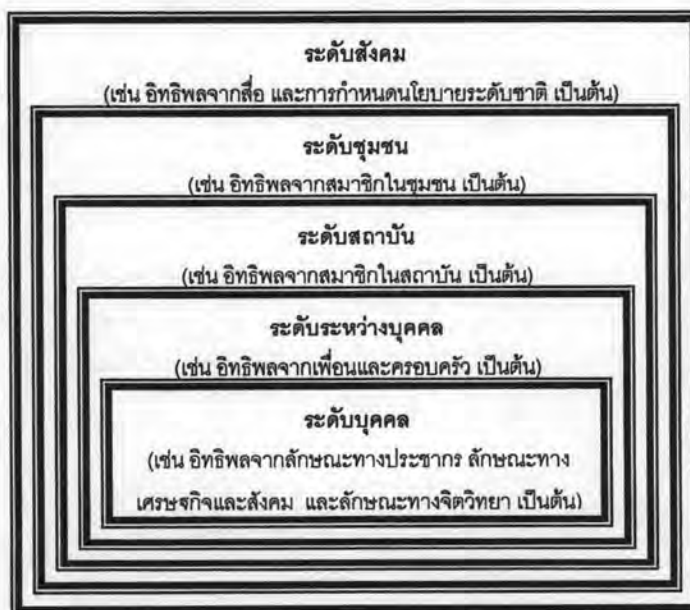 ระดับสังคม
(เช่น อิทธิพลจากสื่อ และการกำหนดนโยบายระดับชาติ เป็นต้น)
ระดับชุมชน
(เช่น อิทธิพลจากสมาชิกในชุมชน เป็นต้น)
ระดับสถาบัน
(เช่น อิทธิพลจากสมาชิกในสถาบัน เป็นต้น)
ระดับระหว่างบุคคล
(เช่น อิทธิพลจากเพื่อนและครอบครัว เป็นต้น)
ระดับบุคคล
(เช่น อิทธิพลจากลักษณะทางประชากร ลักษณะทาง
เศรษฐกิจและสังคม และลักษณะทางจิตวิทยา เป็นต้น)